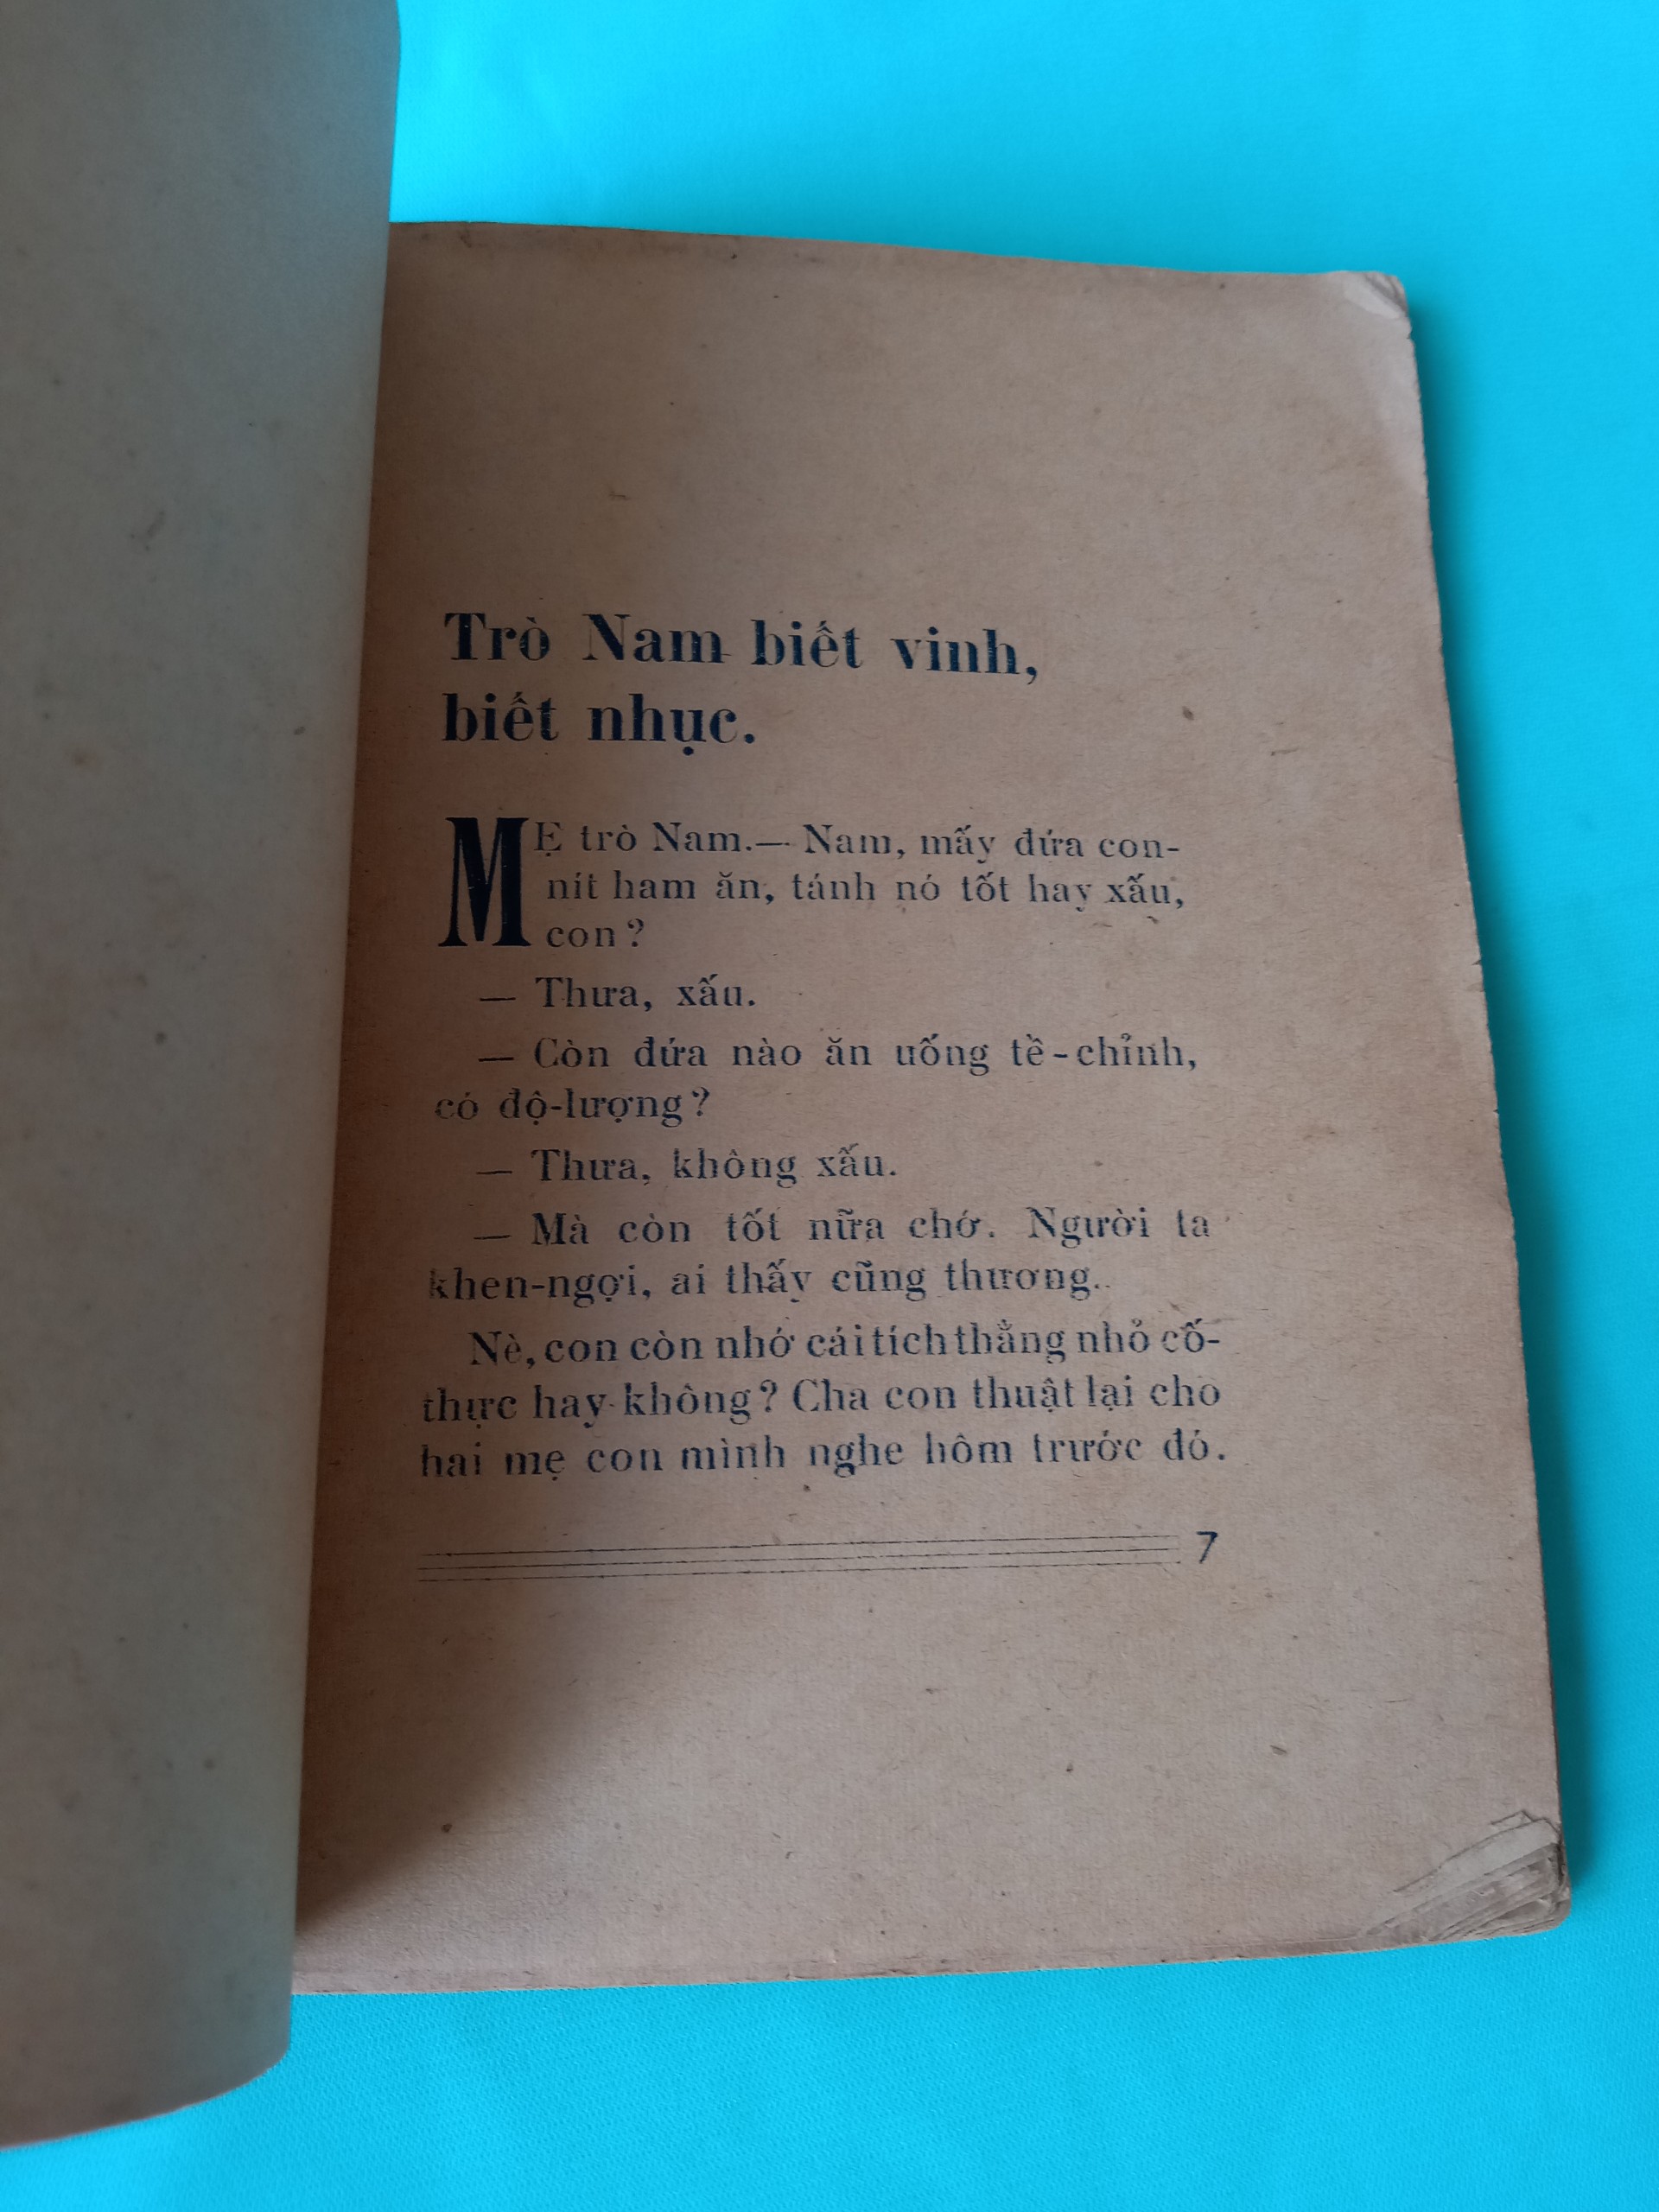 Trò Nam biết vinh,
biết nhục.
MẸ trò Nam.— Nam, mấy đứa con-
nít ham ăn, tánh nó tốt hay xấu,
con ?
— Thưa, xấu.
— Còn đứa nào ăn uống tề-chỉnh,
có độ-lượng ?
— Thưa, không xấu.
— Mà còn tốt nữa chớ. Người ta
khen-ngợi, ai thấy cũng thương.
Nè, con còn nhớ cái tích thằng nhỏ cố-
thực hay không ? Cha con thuật lại cho
hai mẹ con mình nghe hôm trước đó.
7